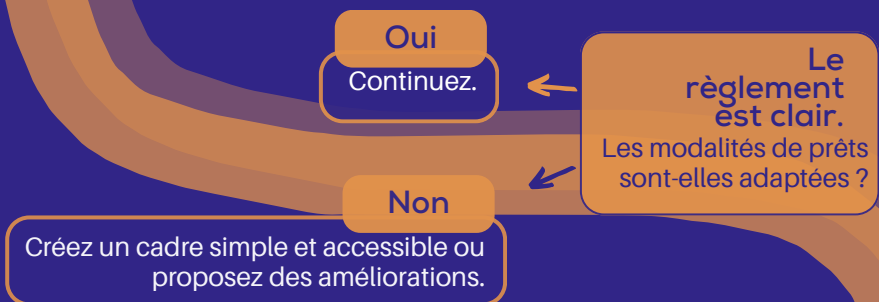 Le
règlement
est clair.
Les modalités de prêts
sont-elles adaptées ?
Oui
Continuez.
Non
Créez un cadre simple et accessible ou
proposez des améliorations.